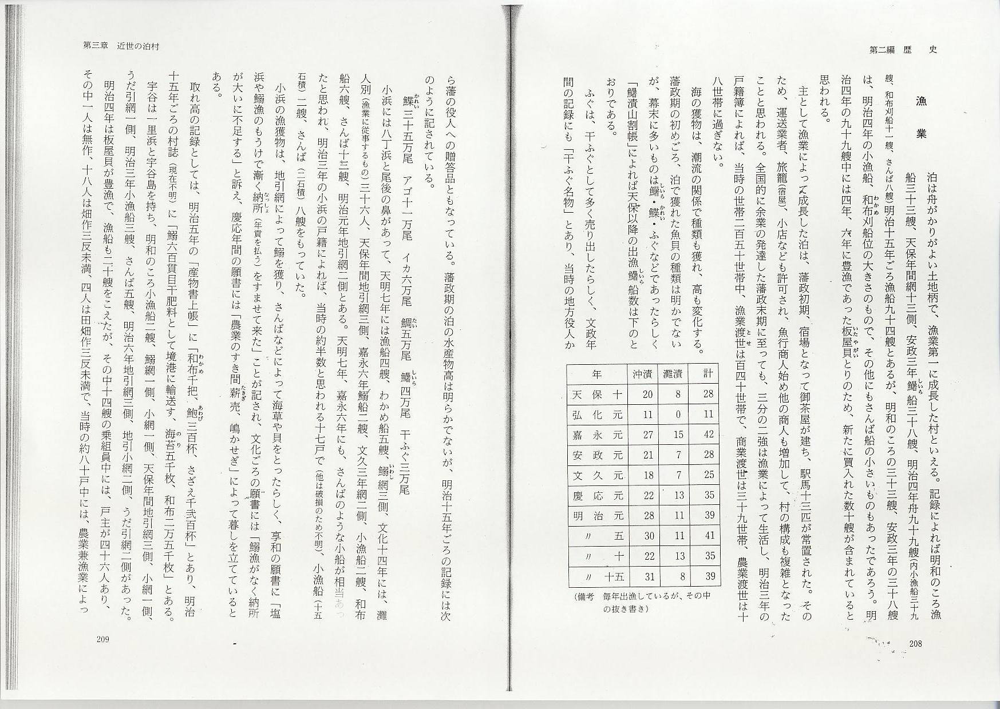 第二編　歴　史
漁業
泊は舟がかりがよい土地柄で、漁業第一に成長した村といえる。記録によれば明和のころ漁
船三十三艘、天保年間網十三側、安政三年鱪船三十八艘、明治四年舟九十九艘(内小漁船三十九
艘、和布刈船十一艘、さんば八艘)明治十五年ごろ漁船九十四艘とあるが、明和のころの三十三艘、安政三年の三十八艘
は、明治四年の小漁船、和布刈船位の大きさのもので、その他にもさんば船の小さいものもあったであろう。明
治四年の九十九艘中には四年、六年に豊漁であった板屋貝とりのため、新たに買入れた数十艘が含まれていると
思われる。
主として漁業によって成長した泊は、藩政初期、宿場となって御茶屋が建ち、駅馬十三匹が常置された。その
ため、運送業者、旅籠(宿屋)、小店なども許可され、魚行商人始め他の商人も増加して、村の構成も複雑となった
ことと思われる。全国的に余業の発達した藩政末期に至っても、三分の二強は漁業によって生活し、明治三年の
戸籍簿によれば、当時の世帯二百五十世帯中、漁業渡世は百四十世帯で、商業渡世は三十九世帯、農業渡世は十
八世帯に過ぎない。
海の獲物は、潮流の関係で種類も獲れ、高も変化する。
藩政期の初めごろ、泊で獲れた魚貝の種類は明かでない
が、幕末に多いものは鱪・鰈・ふぐなどであったらしく
「鱪漬山割帳」によれば天保以降の出漁鱪船数は下のと
おりである。
ふぐは、干ふぐとして多く売り出したらしく、文政年
間の記録にも「干ふぐ名物」とあり、当時の地方役人か
年 沖漬 灘漬 計
天保十 20 8 28
弘化元 11 0 11
嘉永元 27 15 42
安政元 21 7 28
文久元 18 7 25
慶応元 22 13 35
明治元 28 11 39
〃五 30 11 41
〃十 22 13 35
〃十五 31 8 39
(備考　毎年出漁しているが、その中
の抜き書き)
208
第三章　近世の泊村
ら藩の役人への贈答品ともなっている。藩政期の泊の水産物高は明らかでないが、明治十五年ごろの記録には次
のように記されている。
鰈三十五万尾　アゴ十一万尾　イカ六万尾　鯛五万尾　鱪四万尾　干ふぐ三万尾
小浜には八丁浜と尾後の鼻があって、天明七年には漁船四艘、わかめ船五艘、鰯網三側、文化十四年には、灘
人別(漁業に従事するもの)三十六人、天保年間地引網三側、嘉永六年鰯船二艘、文久三年網二側、小漁船二艘、和布
船六艘、さんば十三艘、明治元年地引網二側とある。天明七年、嘉永六年にも、さんばのような小船が相当あっ
たと思われ、明治三年の小浜の戸籍によれば、当時の約半数と思われる十七戸で(他は破損のため不明)、小漁船(十五
石積)二艘、さんば(二石積)八艘をもっていた。
小浜の漁獲物は、地引網によって鰯を獲り、さんばなどによって海草や貝をとったらしく、享和の願書に「塩
浜や鰯漁のもうけで漸く納所(年貢を払う)をすませて来た」ことが記され、文化ごろの願書には「鰯漁がなく納所
が大いに不足する」と訴え、慶応年間の願書には「農業のすき間薪売、嶋かせぎ」によって暮しを立てていると
ある。
取れ高の記録としては、明治五年の「産物書上帳」に「和布千把、鮑三百杯、さざえ千弐百杯」とあり、明治
十五年ごろの村誌(現在不明)に「鰯六百貫目干肥料として境港に輸送す、海苔五千枚、和布二万五千枚」とある。
宇谷は一里浜と宇谷島を持ち、明和のころ小漁船二艘、鰯網一側、小網一側、天保年間地引網三側、小網一側、
うだ引網一側、明治三年小漁船三艘、さんば五艘、明治六年地引網三側、地引小網二側、うだ引網二側があった。
明治四年は板屋貝が豊漁で、漁船も二十艘をこえたが、その中十四艘の乗組員中には、戸主が四十六人あり、
その中一人は無作、十八人は畑作三反未満、四人は田畑作三反未満で、当時の約八十戸中には、農業兼漁業によっ
209